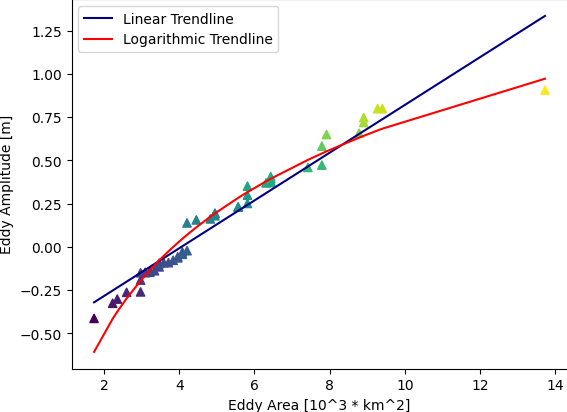 Linear Trendline
Logarithmic Trendline
Eddy Amplitude [m]
1.25
1.00
0.75
0.50
0.25
0.00
−0.25
−0.50
2 4 6 8 10 12 14
Eddy Area [10^3 * km^2]